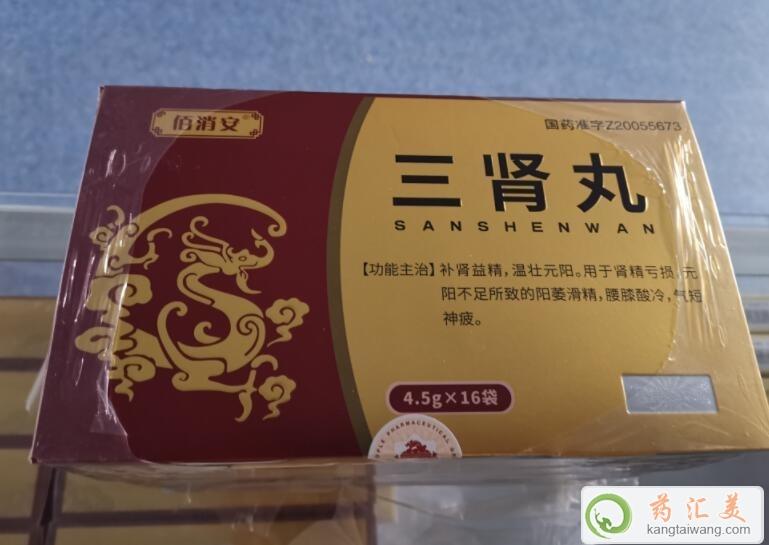 佰消安
国药准字Z20055673
三肾丸
SANSHENWAN
【功能主治】补肾益精，温壮元阳。用于肾精亏损，元
阳不足所致的阳萎滑精，腰膝酸冷，气短
神疲。
4.5g×16袋
PHARMACEUTICAL
药汇美
kangtaiwang.com